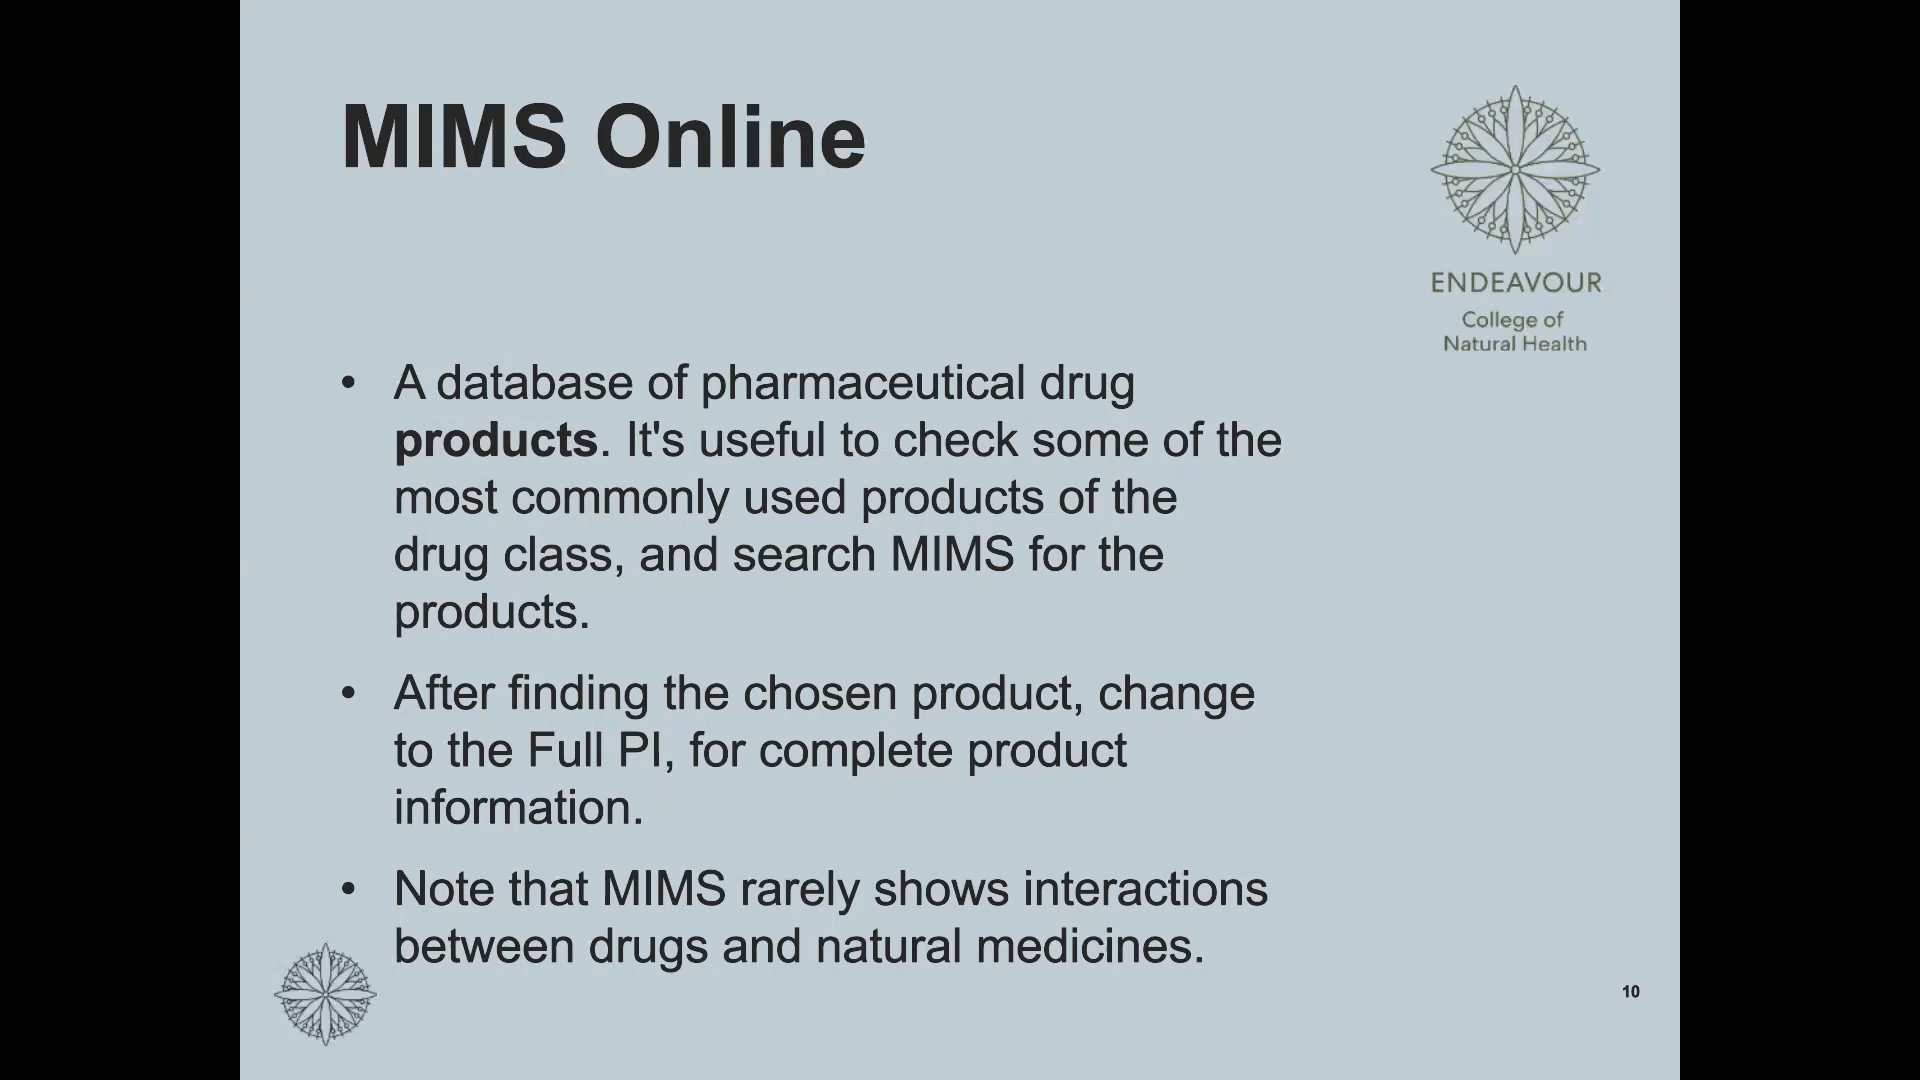 MIMS Online
ENDEAVOUR
College of
Natural Health
• A database of pharmaceutical drug
products. It's useful to check some of the
most commonly used products of the
drug class, and search MIMS for the
products.
• After finding the chosen product, change
to the Full PI, for complete product
information.
• Note that MIMS rarely shows interactions
between drugs and natural medicines.
10